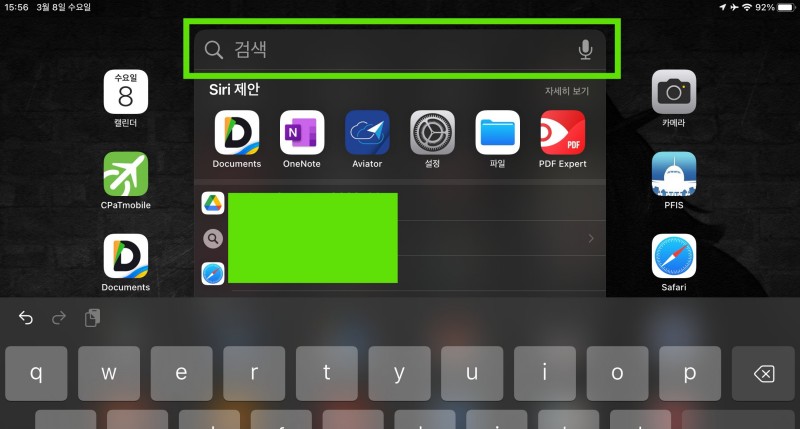 15:56 3월 8일 수요일 92%
검색
Siri 제안 자세히 보기
수요일
8
캘린더
카메라
Documents OneNote Aviator 설정 파일 PDF Expert
PDF
CPaTmobile
PFIS
Documents
Safari
q w e r t y u i o p